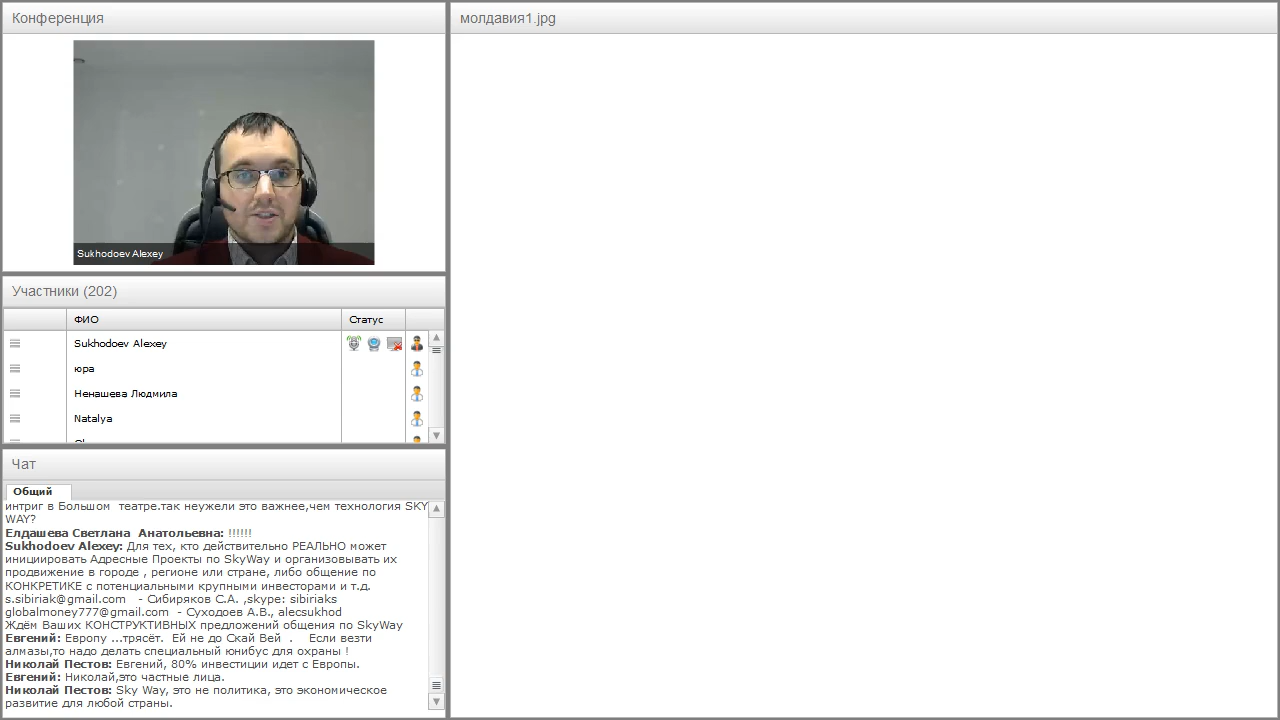 Конференция
молдавия1.jpg
Sukhodoev Alexey
Участники (202)
ФИО
Статус
Sukhodoev Alexey
юра
Ненашева Людмила
Natalya
Чат
Общий
интриг в Большом театре.так неужели это важнее,чем технология SKY
WAY?
Елдашева Светлана Анатольевна: !!!!!!
Sukhodoev Alexey: Для тех, кто действительно РЕАЛЬНО может
инициировать Адресные Проекты по SkyWay и организовывать их
продвижение в городе , регионе или стране, либо общение по
КОНКРЕТИКЕ с потенциальными крупными инвесторами и т.д.
s.sibiriak@gmail.com - Сибиряков С.А. ,skype: sibiriaks
globalmoney777@gmail.com - Суходоев А.В., alecsukhod
Ждём Ваших КОНСТРУКТИВНЫХ предложений общения по SkyWay
Евгений: Европу ...трясёт. Ей не до Скай Вей . Если везти
алмазы,то надо делать специальный юнибус для охраны !
Николай Пестов: Евгений, 80% инвестиции идет с Европы.
Евгений: Николай,это частные лица.
Николай Пестов: Sky Way, это не политика, это экономическое
развитие для любой страны.